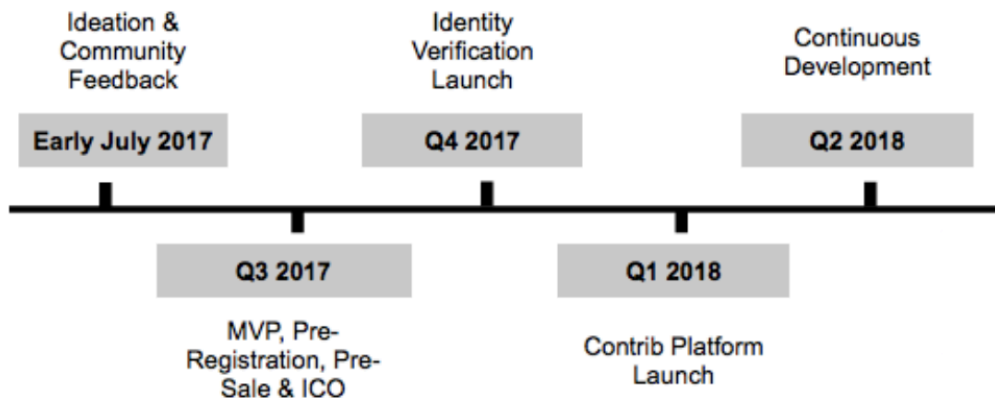 Ideation &
Community
Feedback
Early July 2017
Identity
Verification
Launch
Q4 2017
Continuous
Development
Q2 2018
Q3 2017
MVP, Pre-
Registration, Pre-
Sale & ICO
Q1 2018
Contrib Platform
Launch